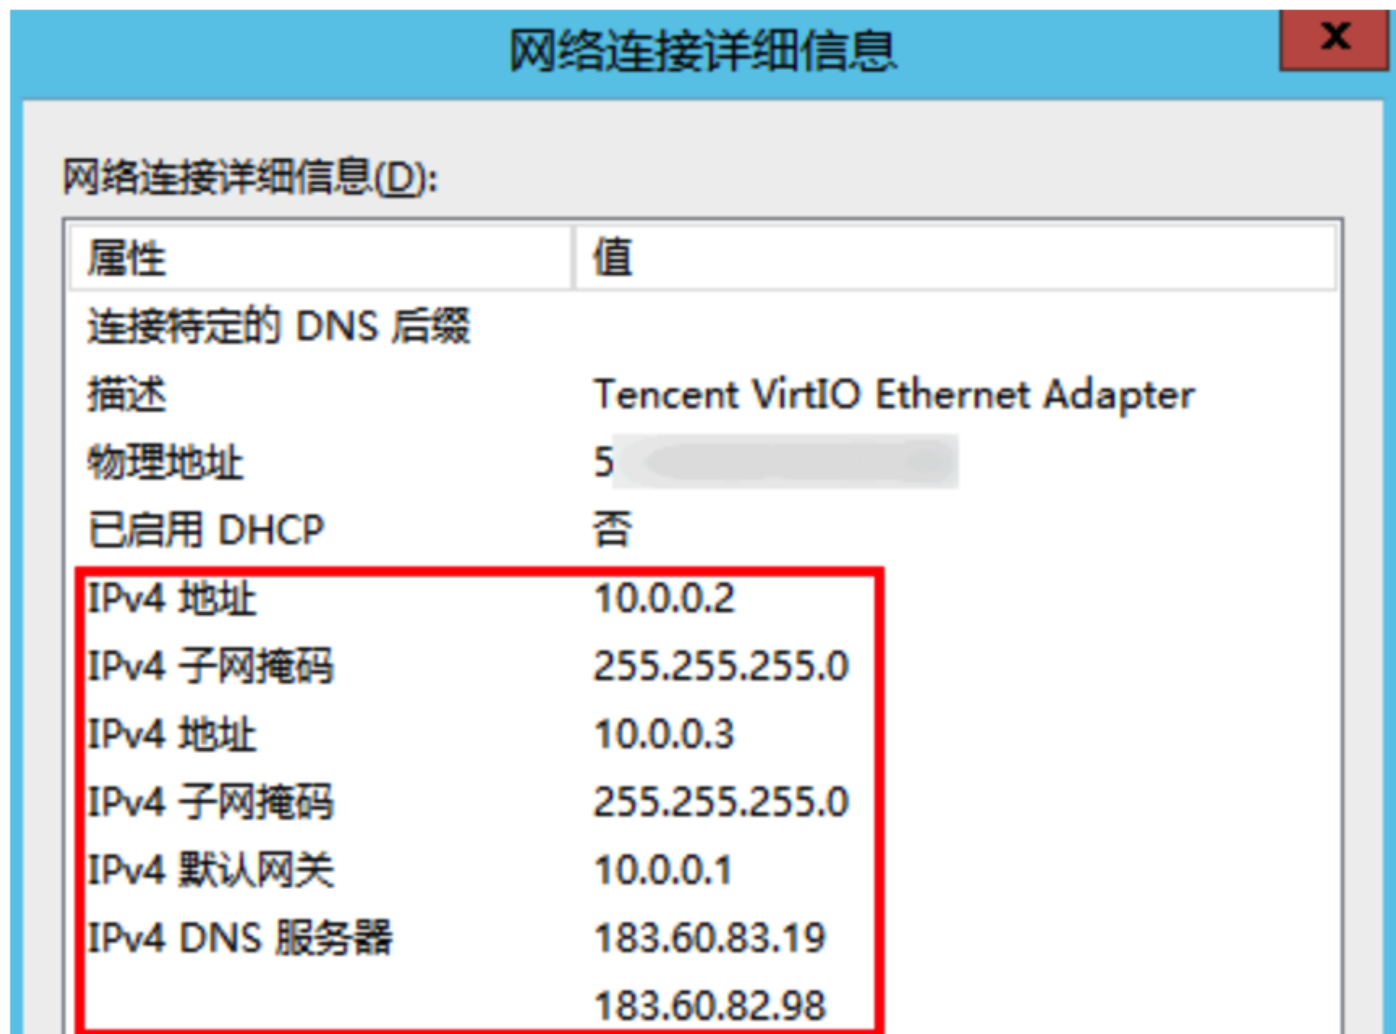 网络连接详细信息
x
网络连接详细信息(D):
属性 值
连接特定的 DNS 后缀
描述 Tencent VirtIO Ethernet Adapter
物理地址 5
已启用 DHCP 否
IPv4 地址 10.0.0.2
IPv4 子网掩码 255.255.255.0
IPv4 地址 10.0.0.3
IPv4 子网掩码 255.255.255.0
IPv4 默认网关 10.0.0.1
IPv4 DNS 服务器 183.60.83.19
183.60.82.98